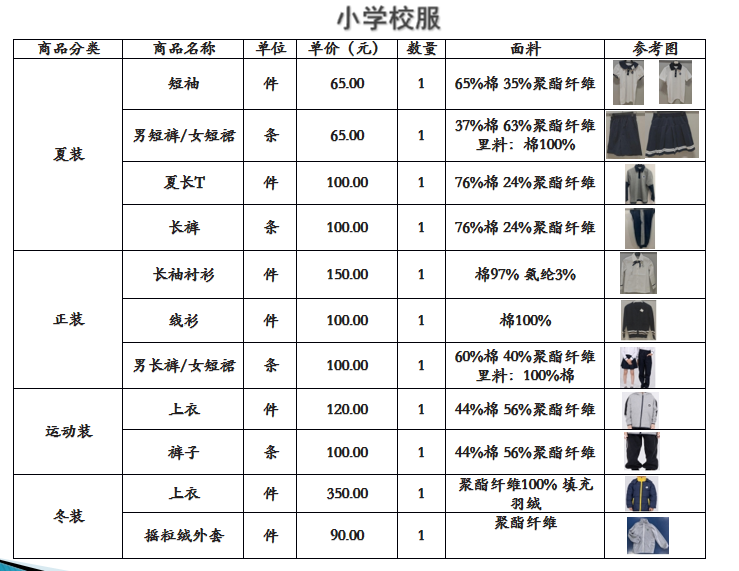 小学校服
商品分类 商品名称 单位 单价（元） 数量 面料 参考图
夏装
短袖 件 65.00 1 65%棉 35%聚酯纤维
男短裤/女短裙 条 65.00 1 37%棉 63%聚酯纤维
里料：棉100%
夏长T 件 100.00 1 76%棉 24%聚酯纤维
长裤 条 100.00 1 76%棉 24%聚酯纤维
正装
长袖衬衫 件 150.00 1 棉97% 氨纶3%
线衫 件 100.00 1 棉100%
男长裤/女短裙 条 100.00 1 60%棉 40%聚酯纤维
里料：100%棉
运动装
上衣 件 120.00 1 44%棉 56%聚酯纤维
裤子 条 100.00 1 44%棉 56%聚酯纤维
冬装
上衣 件 350.00 1 聚酯纤维100% 填充
羽绒
摇粒绒外套 件 90.00 1 聚酯纤维